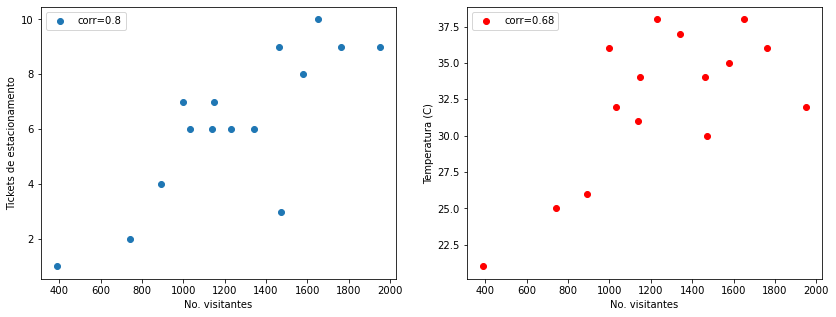 corr=0.8
Tickets de estacionamento
10
8
6
4
2
400 600 800 1000 1200 1400 1600 1800 2000
No. visitantes
corr=0.68
Temperatura (C)
37.5
35.0
32.5
30.0
27.5
25.0
22.5
400 600 800 1000 1200 1400 1600 1800 2000
No. visitantes